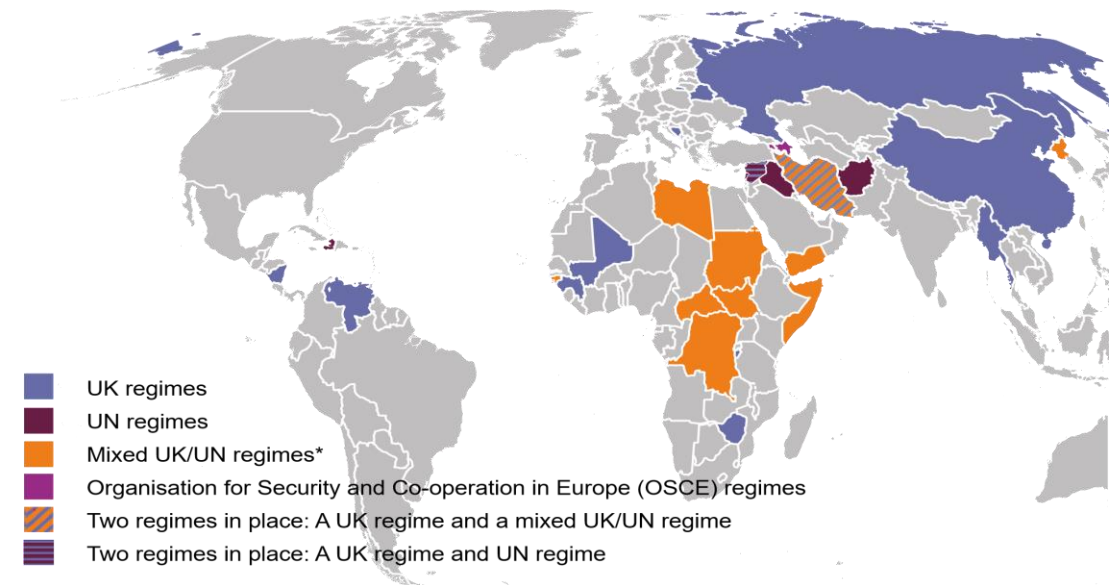 UK regimes
UN regimes
Mixed UK/UN regimes*
Organisation for Security and Co-operation in Europe (OSCE) regimes
Two regimes in place: A UK regime and a mixed UK/UN regime
Two regimes in place: A UK regime and UN regime